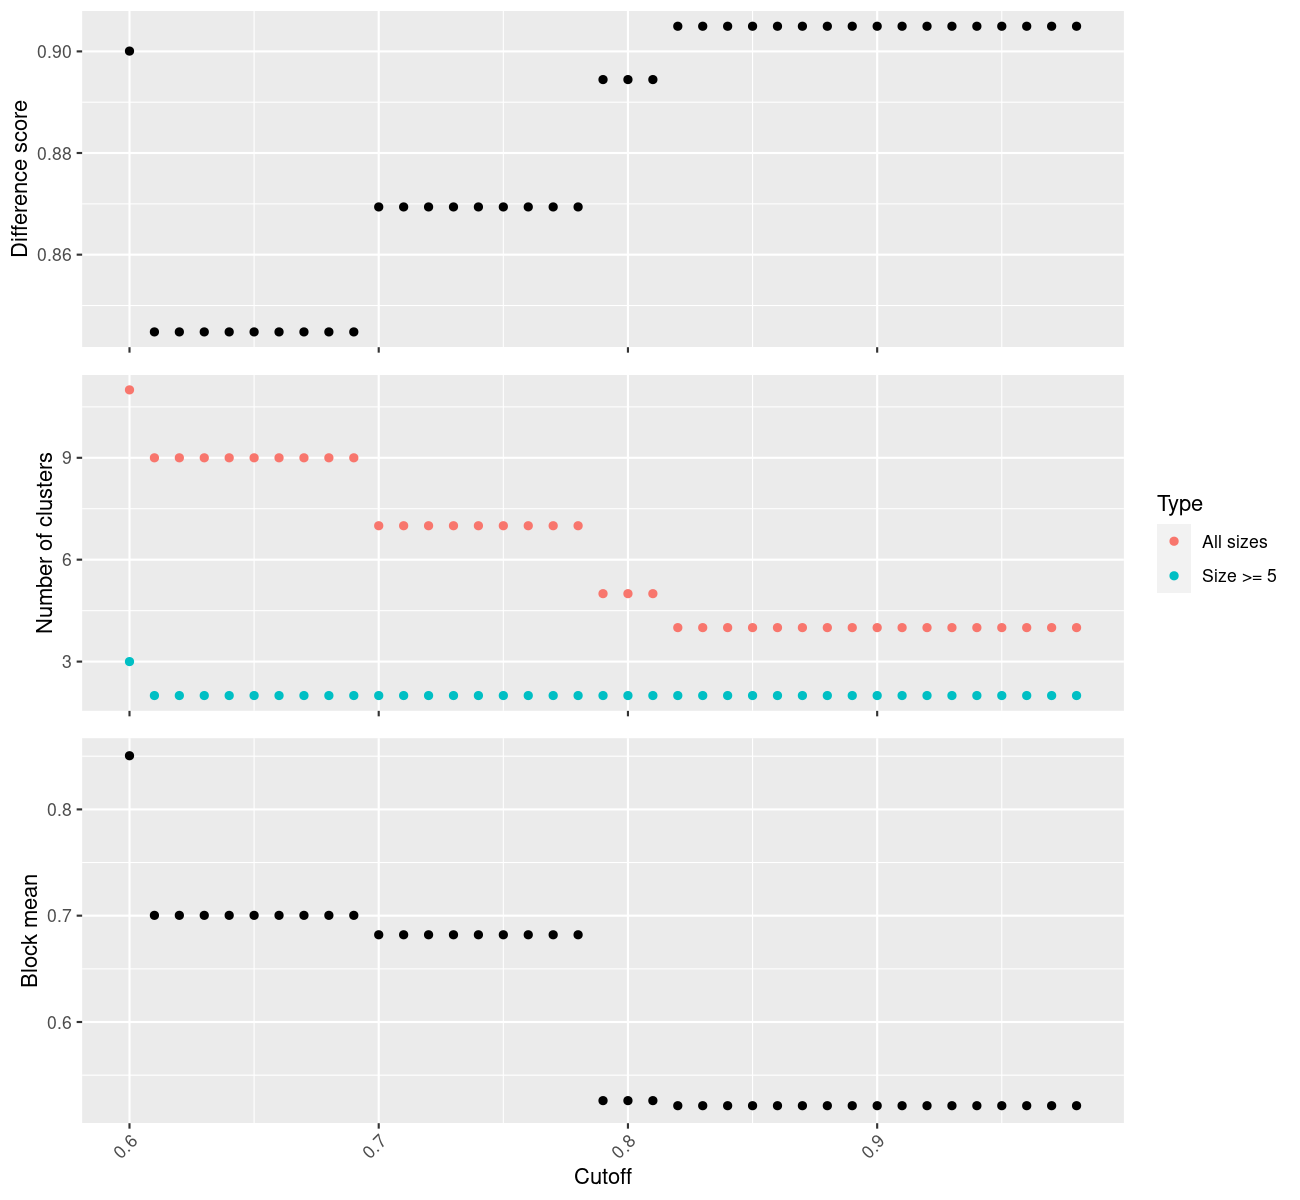 Difference score
0.90
0.88
0.86
Number of clusters
9
6
3
Type
All sizes
Size >= 5
Block mean
0.8
0.7
0.6
0.6
0.7
0.8
0.9
Cutoff